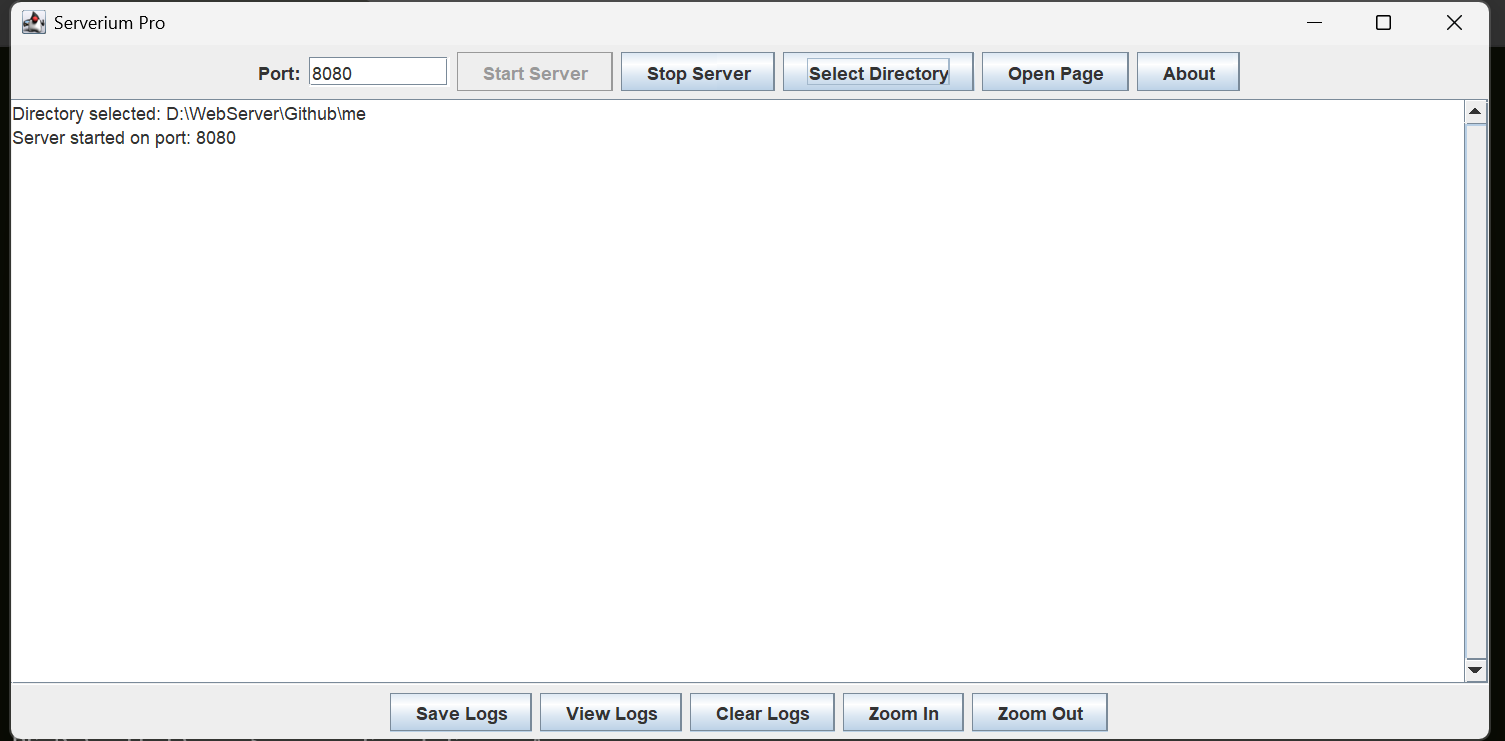 Serverium Pro
Port: 8080 Start Server Stop Server Select Directory Open Page About
Directory selected: D:\WebServer\Github\me
Server started on port: 8080
Save Logs View Logs Clear Logs Zoom In Zoom Out